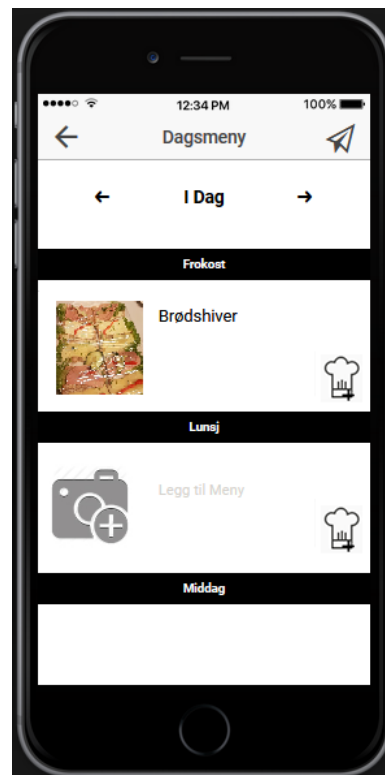 12:34 PM 100%
Dagsmeny
I Dag
Frokost
Brødshiver
Lunsj
Legg til Meny
Middag